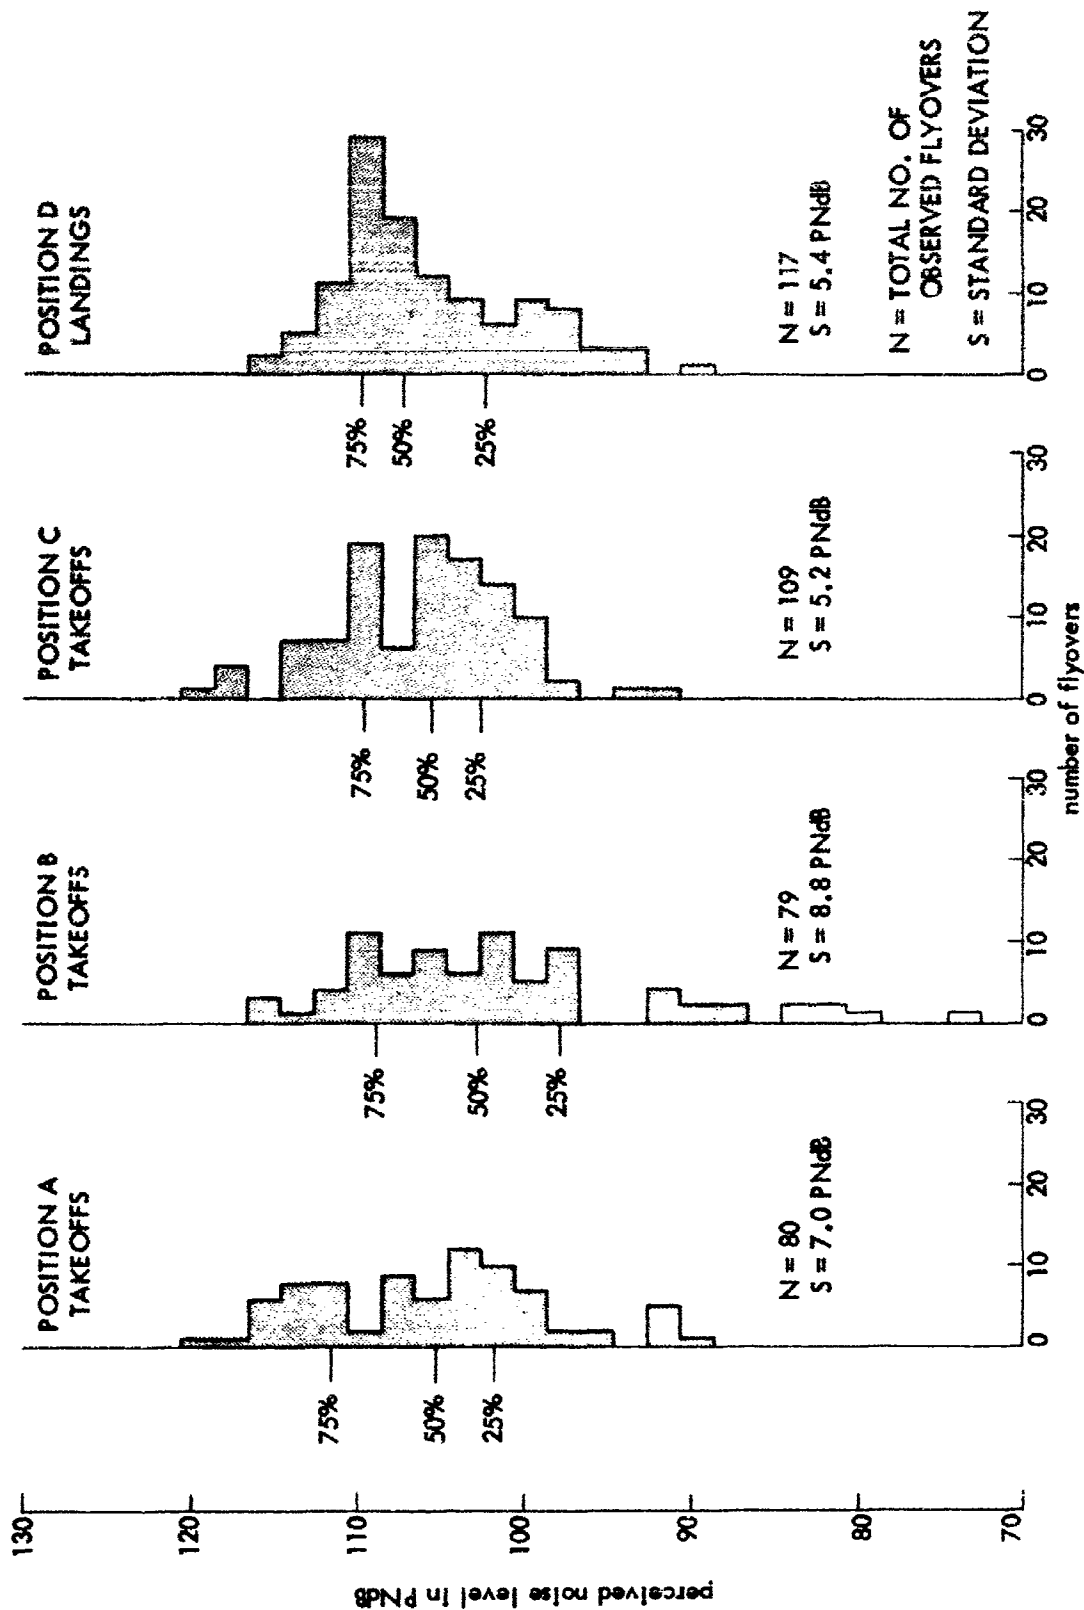 perceived noise level in PNdB
130
120
110
100
90
80
70
POSITION A
TAKEOFFS
75%
50%
25%
N = 80
S = 7.0 PNdB
0
10
20
30
POSITION B
TAKEOFFS
75%
50%
25%
N = 79
S = 8.8 PNdB
0
10
20
30
POSITION C
TAKEOFFS
75%
50%
25%
N = 109
S = 5.2 PNdB
0
10
20
30
POSITION D
LANDINGS
75%
50%
25%
N = 117
S = 5.4 PNdB
0
10
20
30
N = TOTAL NO. OF
OBSERVED FLYOVERS
S = STANDARD DEVIATION
number of flyovers